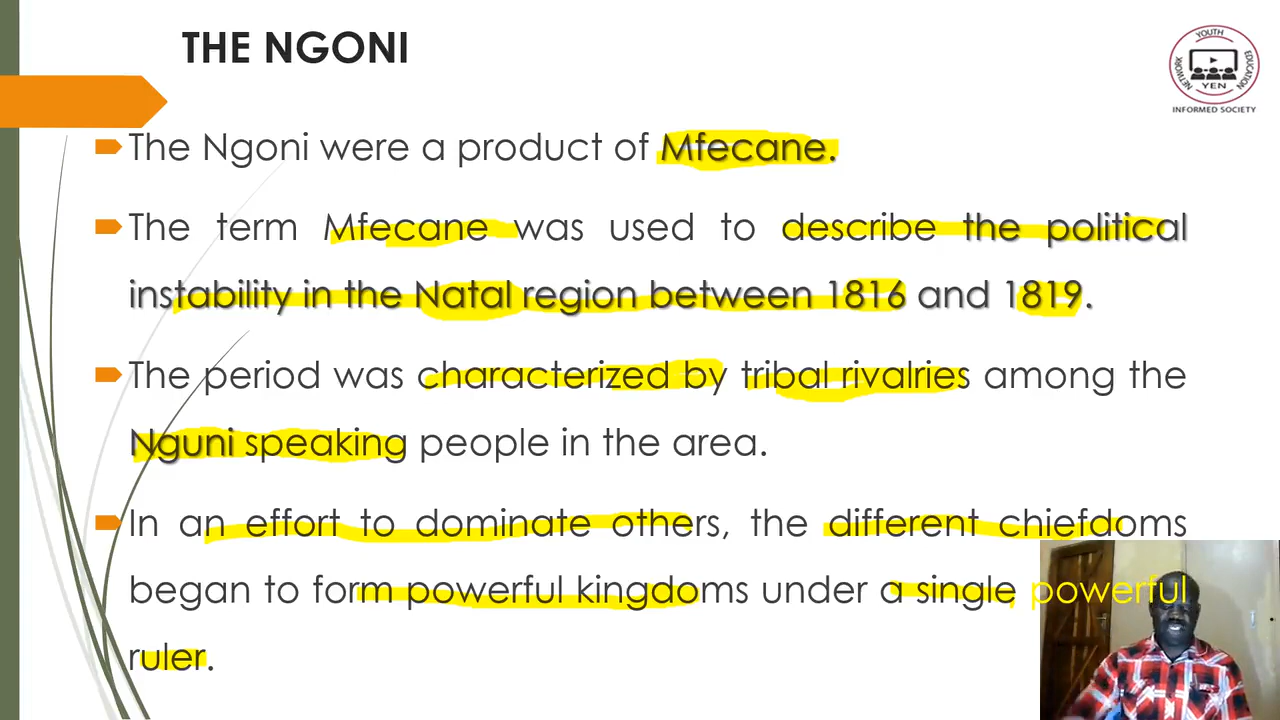 THE NGONI
YOUTH
EDUCATION
NETWORK
YEN
INFORMED SOCIETY
The Ngoni were a product of Mfecane.
The term Mfecane was used to describe the political
instability in the Natal region between 1816 and 1819.
The period was characterized by tribal rivalries among the
Nguni speaking people in the area.
In an effort to dominate others, the different chiefdoms
began to form powerful kingdoms under a single powerful
ruler.